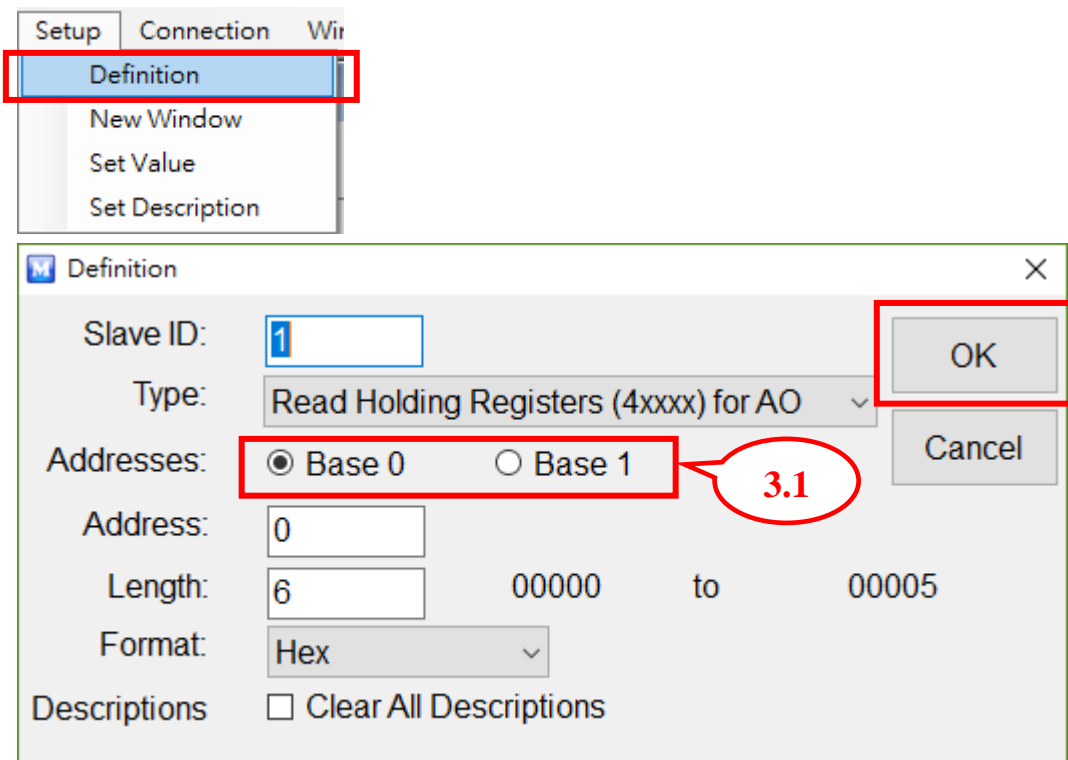 Setup Connection Wir
Definition
New Window
Set Value
Set Description
M Definition
Slave ID: 1
OK
Type: Read Holding Registers (4xxxx) for AO
Addresses: Base 0 Base 1
Cancel
3.1
Address: 0
Length: 6 00000 to 00005
Format: Hex
Descriptions Clear All Descriptions